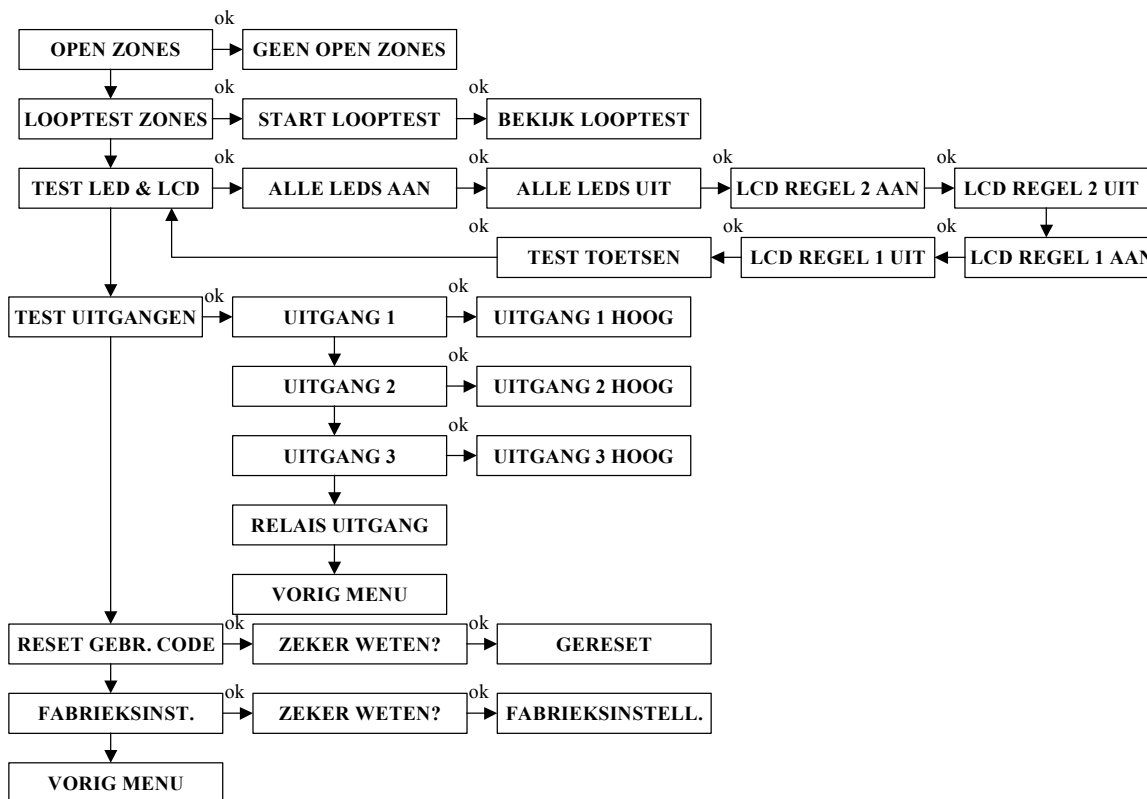 ok
OPEN ZONES GEEN OPEN ZONES
ok ok
LOOPTEST ZONES START LOOPTEST BEKIJK LOOPTEST
ok ok ok ok
TEST LED & LCD ALLE LEDS AAN ALLE LEDS UIT LCD REGEL 2 AAN LCD REGEL 2 UIT
ok ok ok
TEST TOETSEN LCD REGEL 1 UIT LCD REGEL 1 AAN
ok ok
TEST UITGANGEN UITGANG 1 UITGANG 1 HOOG
ok
UITGANG 2 UITGANG 2 HOOG
ok
UITGANG 3 UITGANG 3 HOOG
RELAIS UITGANG
VORIG MENU
ok ok
RESET GEBR. CODE ZEKER WETEN? GERESET
ok ok
FABRIEKSINST. ZEKER WETEN? FABRIEKSINSTELL.
VORIG MENU